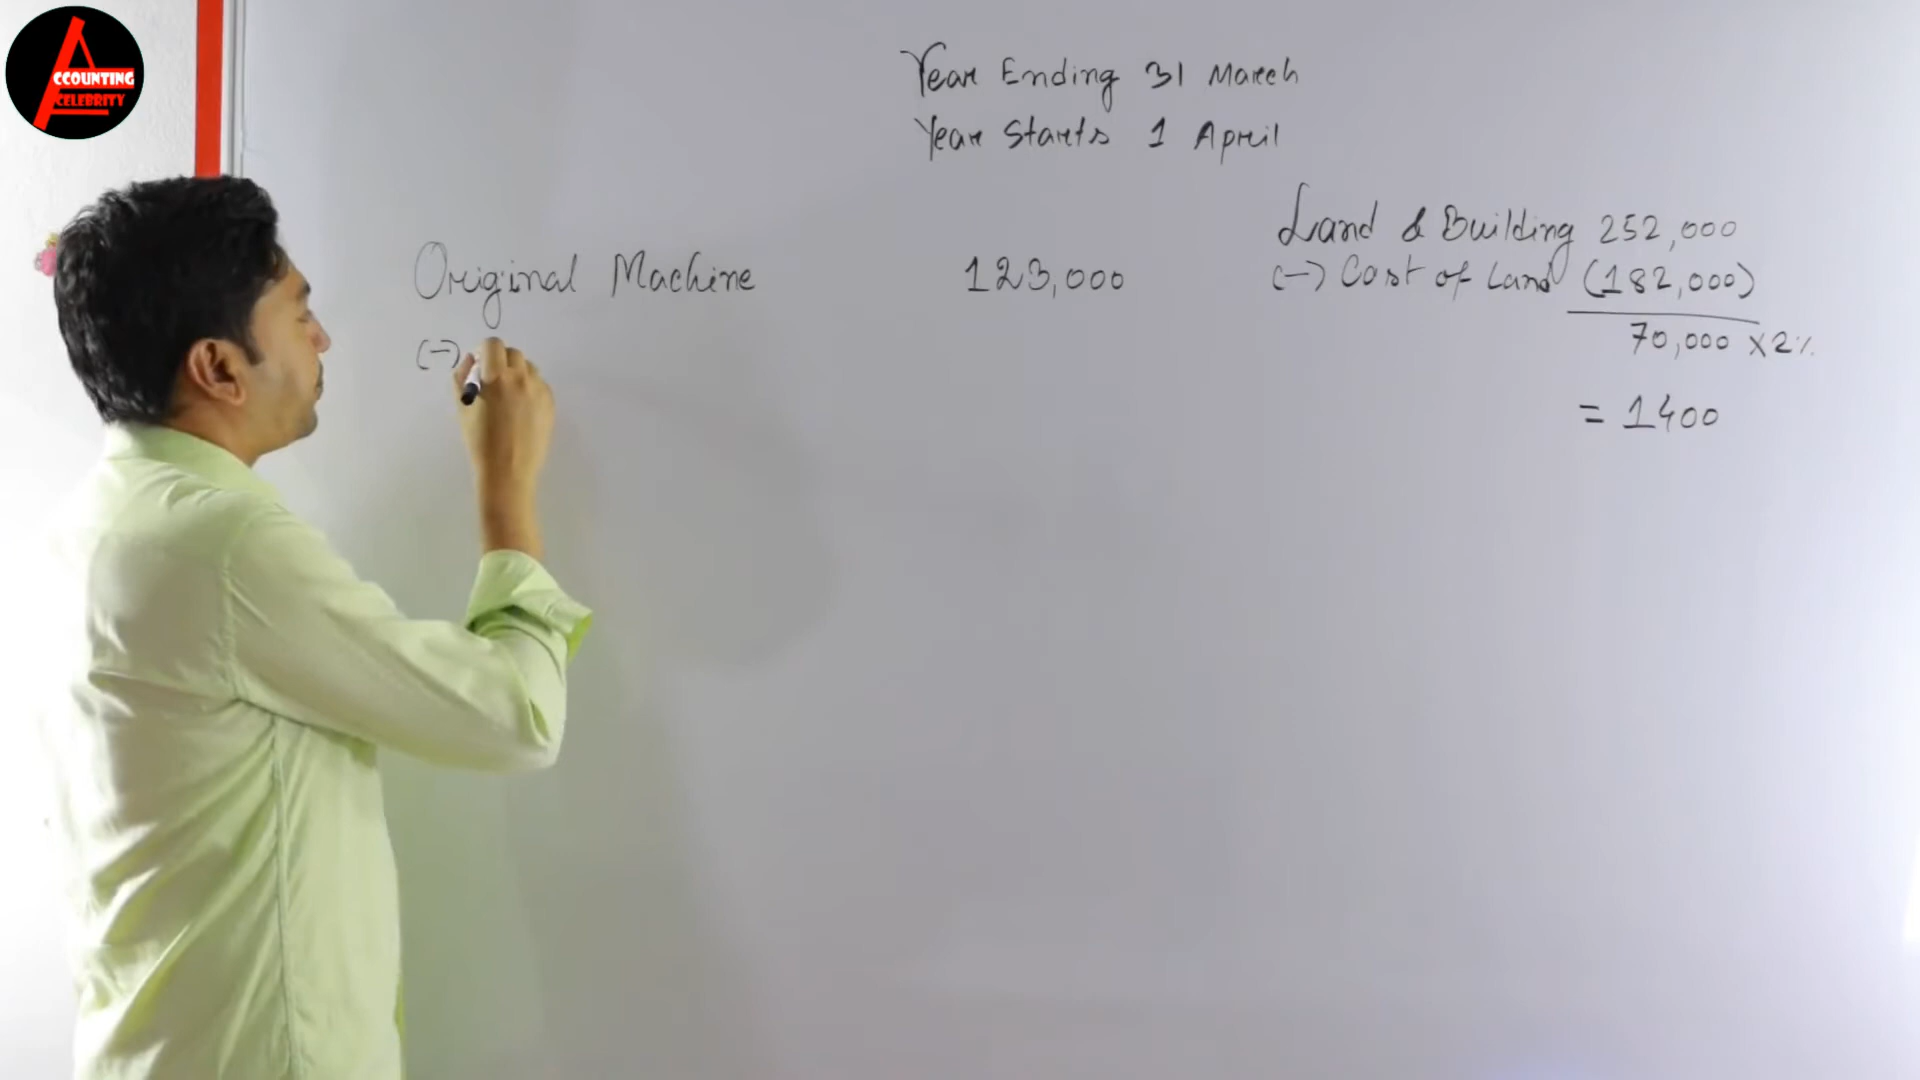 ACCOUNTING
CELEBRITY
Year Ending 31 March
Year Starts 1 April
Original Machine 123,000
(-)
Land & Building 252,000
(-) Cost of Land (182,000)
70,000 x 2%
= 1400